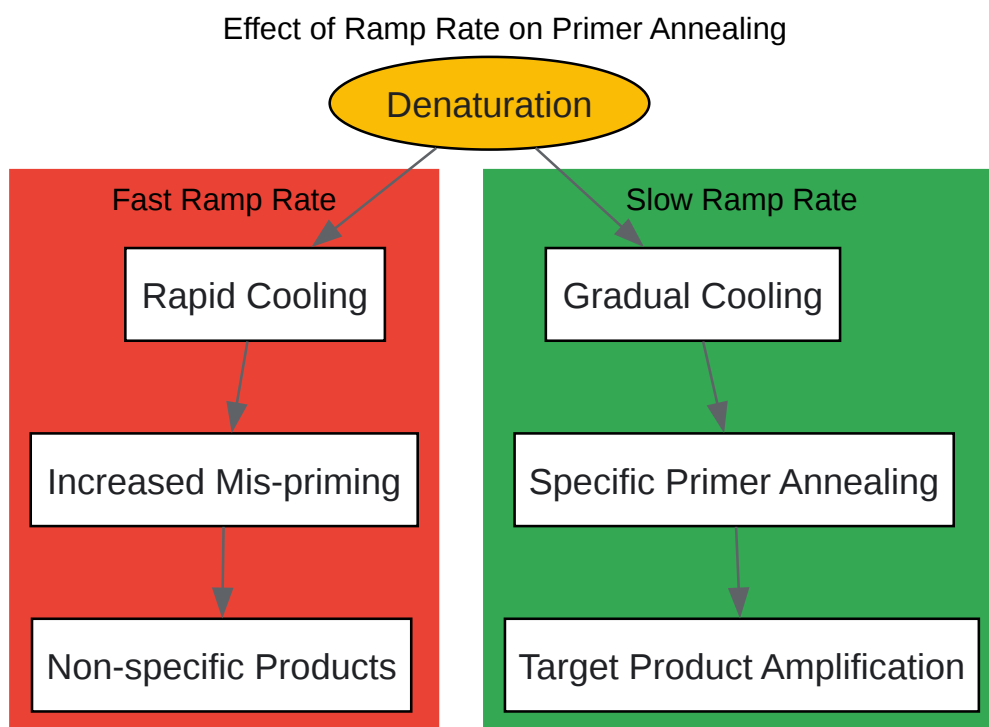 Effect of Ramp Rate on Primer Annealing
Denaturation
Fast Ramp Rate
Rapid Cooling
Increased Mis-priming
Non-specific Products
Slow Ramp Rate
Gradual Cooling
Specific Primer Annealing
Target Product Amplification